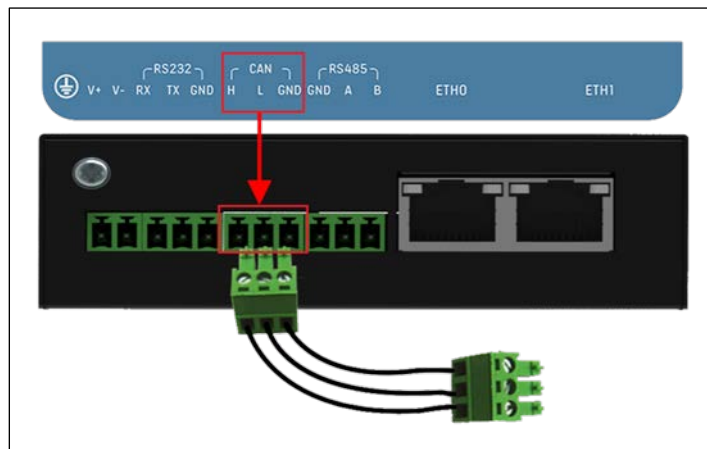 RS232 CAN RS485
V+ V- RX TX GND H L GND GND A B ETH0 ETH1